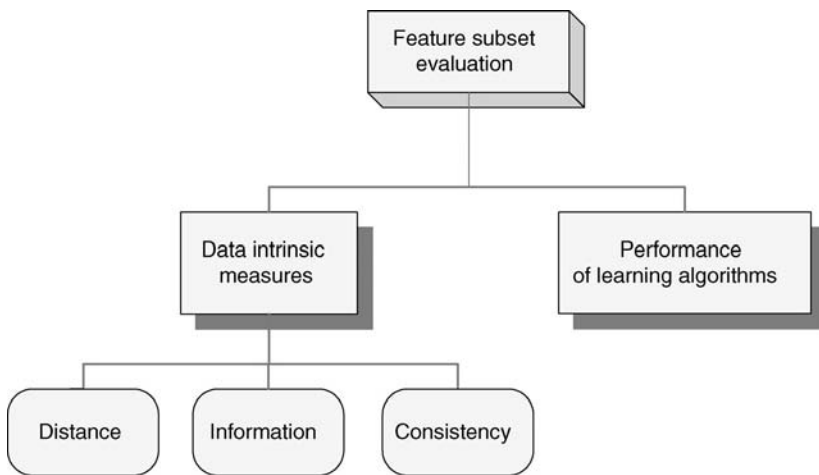 Feature subset
evaluation
Data intrinsic
measures
Performance
of learning algorithms
Distance
Information
Consistency